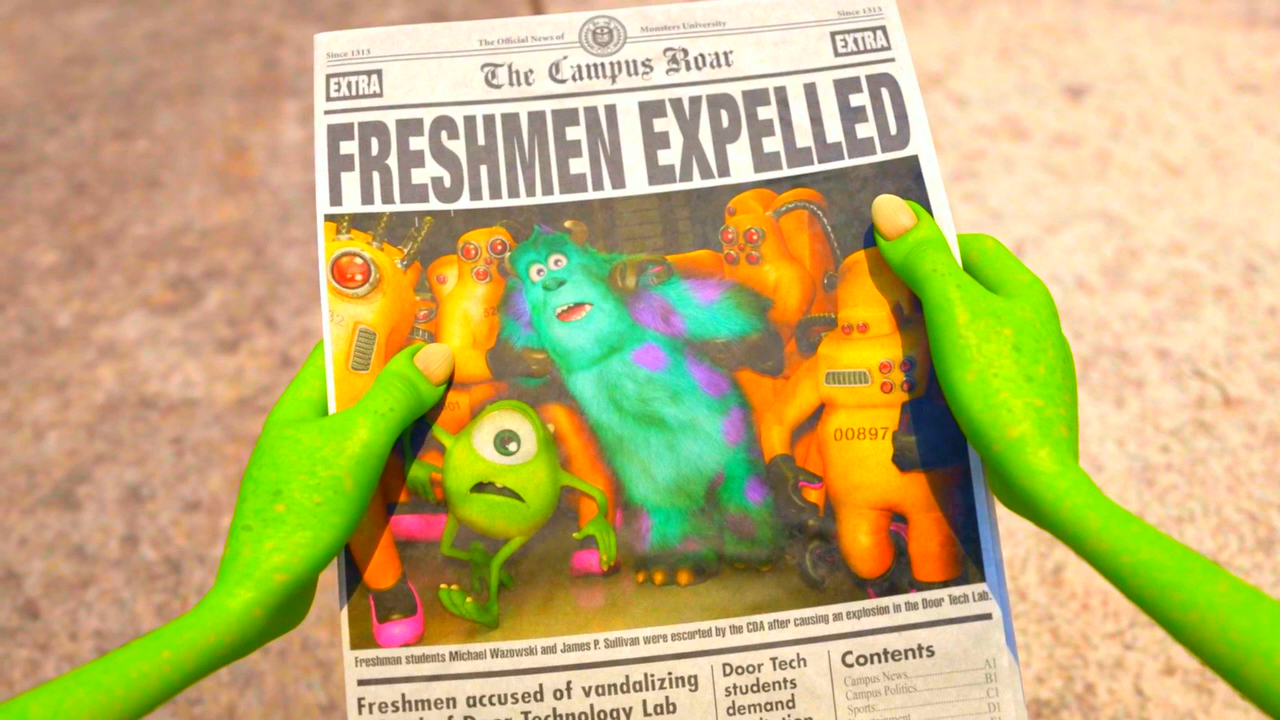 Since 1313
The Official News of Monsters University
Since 1313
EXTRA
The Campus Roar
EXTRA
FRESHMEN EXPELLED
00897
Freshman students Michael Wazowski and James P. Sullivan were escorted by the CDA after causing an explosion in the Door Tech Lab.
Freshmen accused of vandalizing
Door Technology Lab
Door Tech
students
demand
Contents
Campus News A1
Campus Politics B1
Sports C1
D1